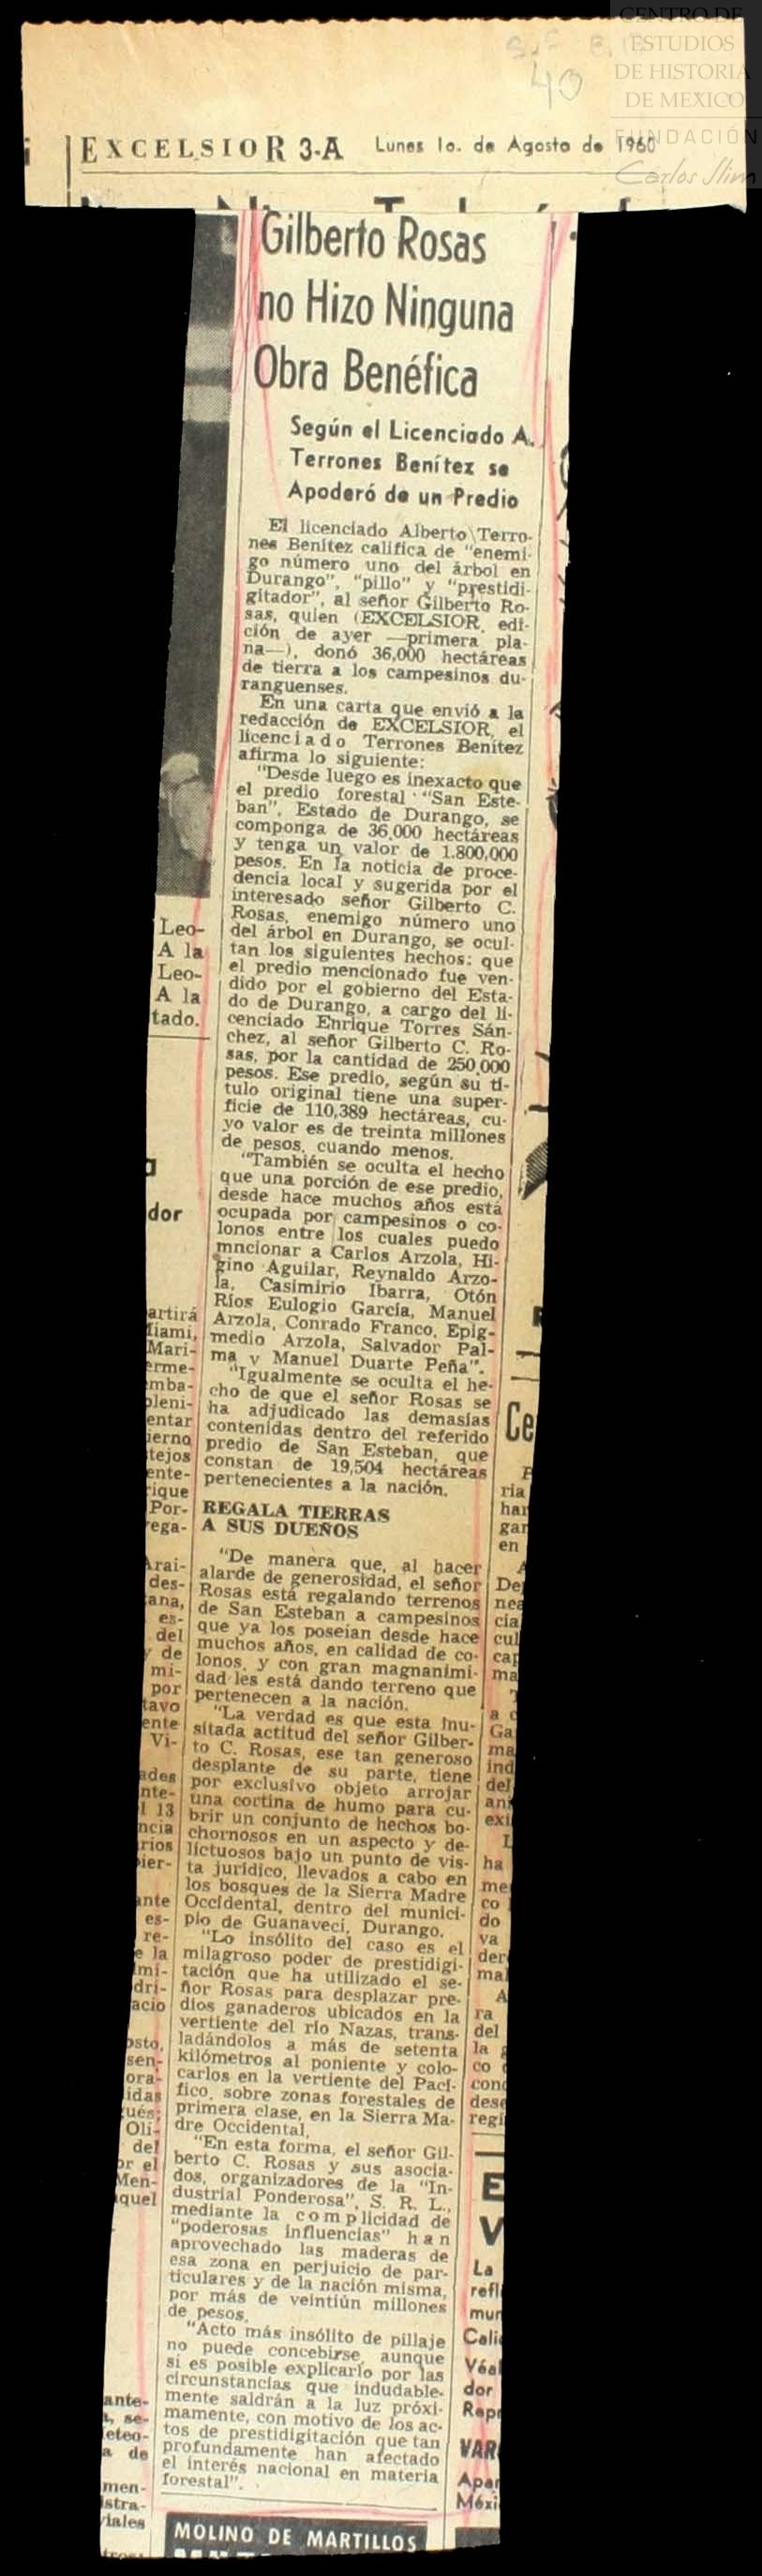 CENTRO DE
ESTUDIOS
DE HISTORIA
DE MEXICO
FUNDACIÓN
Carlos Slim
40
EXCELSIOR 3-A Lunes 1o. de Agosto de 1960
Gilberto Rosas
no Hizo Ninguna
Obra Benéfica
Según el Licenciado A.
Terrones Benítez se
Apoderó de un Predio
El licenciado Alberto Terro-
nes Benítez califica de "enemi-
go número uno del árbol en
Durango", "pillo" y "prestidi-
gitador", al señor Gilberto Ro-
sas, quien (EXCELSIOR, edi-
ción de ayer —primera pla-
na—), donó 36,000 hectáreas
de tierra a los campesinos du-
ranguenses.
En una carta que envió a la
redacción de EXCELSIOR, el
licenciado Terrones Benítez
afirma lo siguiente:
"Desde luego es inexacto que
el predio forestal "San Este-
ban", Estado de Durango, se
componga de 36,000 hectáreas
y tenga un valor de 1.800,000
pesos. En la noticia de proce-
dencia local y sugerida por el
interesado señor Gilberto C.
Rosas, enemigo número uno
del árbol en Durango, se ocul-
tan los siguientes hechos: que
el predio mencionado fue ven-
dido por el gobierno del Esta-
do de Durango, a cargo del li-
cenciado Enrique Torres Sán-
chez, al señor Gilberto C. Ro-
sas, por la cantidad de 250,000
pesos. Ese predio, según su tí-
tulo original tiene una super-
ficie de 110,389 hectáreas, cu-
yo valor es de treinta millones
de pesos, cuando menos.
"También se oculta el hecho
que una porción de ese predio,
desde hace muchos años está
ocupada por campesinos o co-
lonos entre los cuales puedo
mncionar a Carlos Arzola, Hi-
gino Aguilar, Reynaldo Arzo-
la, Casimirio Ibarra, Otón
Ríos Eulogio García, Manuel
Arzola, Conrado Franco, Epig-
medio Arzola, Salvador Pal-
ma y Manuel Duarte Peña".
"Igualmente se oculta el he-
cho de que el señor Rosas se
ha adjudicado las demasías
contenidas dentro del referido
predio de San Esteban, que
constan de 19,504 hectáreas
pertenecientes a la nación.
REGALA TIERRAS
A SUS DUEÑOS
"De manera que, al hacer
alarde de generosidad, el señor
Rosas está regalando terrenos
de San Esteban a campesinos
que ya los poseían desde hace
muchos años, en calidad de co-
lonos, y con gran magnanimi-
dad les está dando terreno que
pertenecen a la nación.
"La verdad es que esta inu-
sitada actitud del señor Gilber-
to C. Rosas, ese tan generoso
desplante de su parte, tiene
por exclusivo objeto arrojar
una cortina de humo para cu-
brir un conjunto de hechos bo-
chornosos en un aspecto y de-
lictuosos bajo un punto de vis-
ta jurídico, llevados a cabo en
los bosques de la Sierra Madre
Occidental, dentro del munici-
pio de Guanaveci, Durango.
"Lo insólito del caso es el
milagroso poder de prestidigi-
tación que ha utilizado el se-
ñor Rosas para desplazar pre-
dios ganaderos ubicados en la
vertiente del río Nazas, trans-
ladándolos a más de setenta
kilómetros al poniente y colo-
carlos en la vertiente del Pací-
fico, sobre zonas forestales de
primera clase, en la Sierra Ma-
dre Occidental.
"En esta forma, el señor Gil-
berto C. Rosas y sus asocia-
dos, organizadores de la "In-
dustrial Ponderosa", S. R. L.,
mediante la complicidad de
"poderosas influencias" han
aprovechado las maderas de
esa zona en perjuicio de par-
ticulares y de la nación misma,
por más de veintiún millones
de pesos.
"Acto más insólito de pillaje
no puede concebirse, aunque
sí es posible explicarlo por las
circunstancias que indudable-
mente saldrán a la luz próxi-
mamente, con motivo de los ac-
tos de prestidigitación que tan
profundamente han afectado
el interés nacional en materia
forestal".
MOLINO DE MARTILLOS